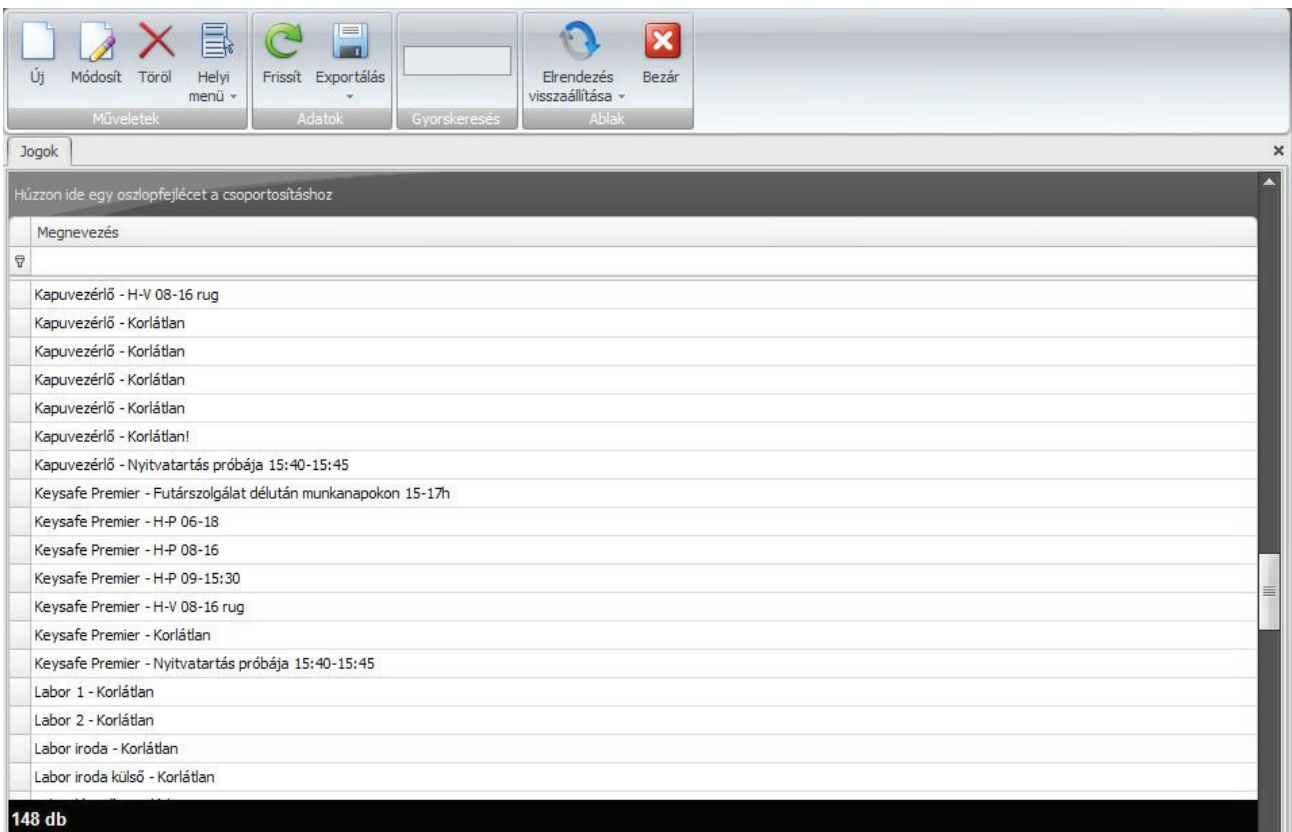 Új
Módosít
Töröl
Helyi
menü
Műveletek
Frissít
Exportálás
Adatok
Gyorskeresés
Elrendezés
visszaállítása
Bezár
Ablak
Jogok
Húzzon ide egy oszlopfejlécet a csoportosításhoz
Megnevezés
Kapuvezérlő - H-V 08-16 rug
Kapuvezérlő - Korlátlan
Kapuvezérlő - Korlátlan
Kapuvezérlő - Korlátlan
Kapuvezérlő - Korlátlan
Kapuvezérlő - Korlátlan!
Kapuvezérlő - Nyitvatartás próbája 15:40-15:45
Keysafe Premier - Futárszolgálat délután munkanapokon 15-17h
Keysafe Premier - H-P 06-18
Keysafe Premier - H-P 08-16
Keysafe Premier - H-P 09-15:30
Keysafe Premier - H-V 08-16 rug
Keysafe Premier - Korlátlan
Keysafe Premier - Nyitvatartás próbája 15:40-15:45
Labor 1 - Korlátlan
Labor 2 - Korlátlan
Labor iroda - Korlátlan
Labor iroda külső - Korlátlan
148 db